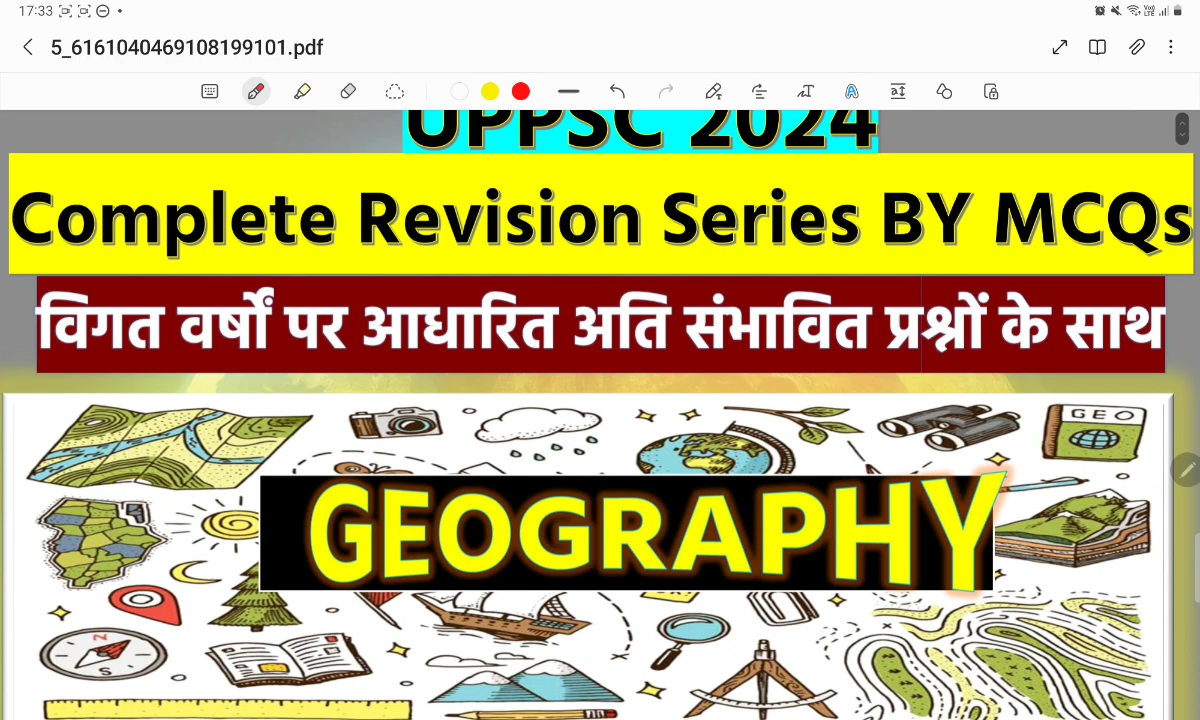 17:33
5_6161040469108199101.pdf
UPPSC 2024
Complete Revision Series BY MCQs
विगत वर्षों पर आधारित अति संभावित प्रश्नों के साथ
GEO
GEOGRAPHY
N
S